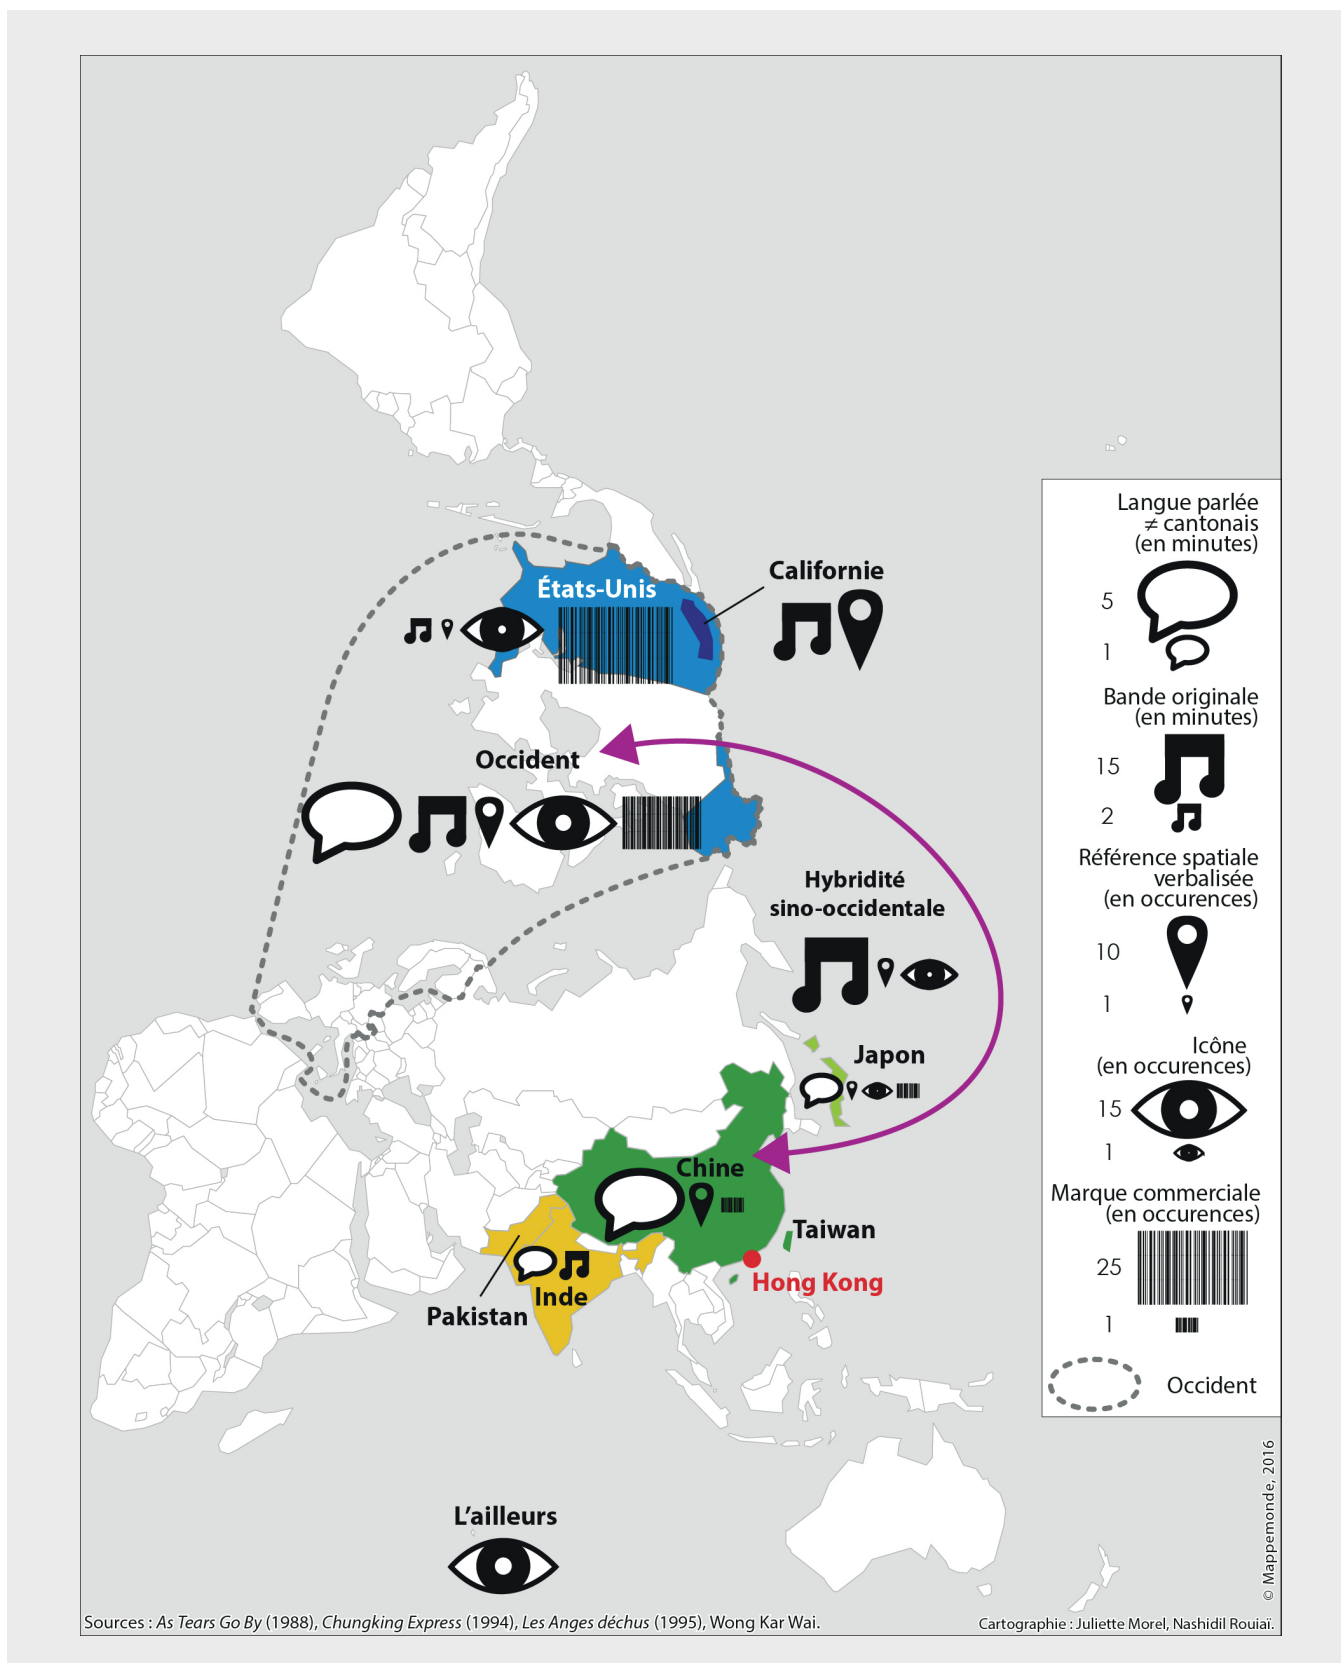 États-Unis
Californie
Occident
Hybridité
sino-occidentale
Japon
Chine
Taiwan
Hong Kong
Inde
Pakistan
L'ailleurs
Langue parlée
≠ cantonais
(en minutes)
5
1
Bande originale
(en minutes)
15
2
Référence spatiale
verbalisée
(en occurences)
10
1
Icône
(en occurences)
15
1
Marque commerciale
(en occurences)
25
1
Occident
© Mappemonde, 2016
Sources : As Tears Go By (1988), Chungking Express (1994), Les Anges déchus (1995), Wong Kar Wai.
Cartographie : Juliette Morel, Nashidil Rouiaï.